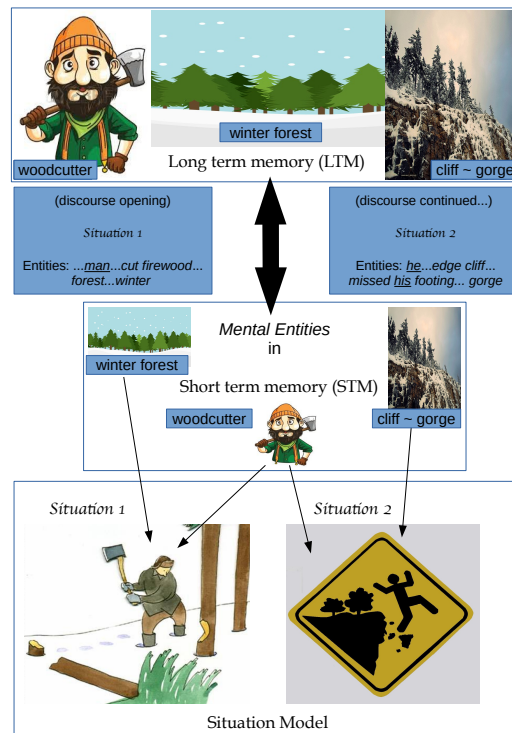 winter forest
woodcutter
Long term memory (LTM)
cliff ~ gorge
(discourse opening)
Situation 1
Entities: ...man...cut firewood...
forest...winter
(discourse continued...)
Situation 2
Entities: he...edge cliff...
missed his footing... gorge
Mental Entities
in
winter forest
Short term memory (STM)
woodcutter
cliff ~ gorge
Situation 1
Situation 2
Situation Model